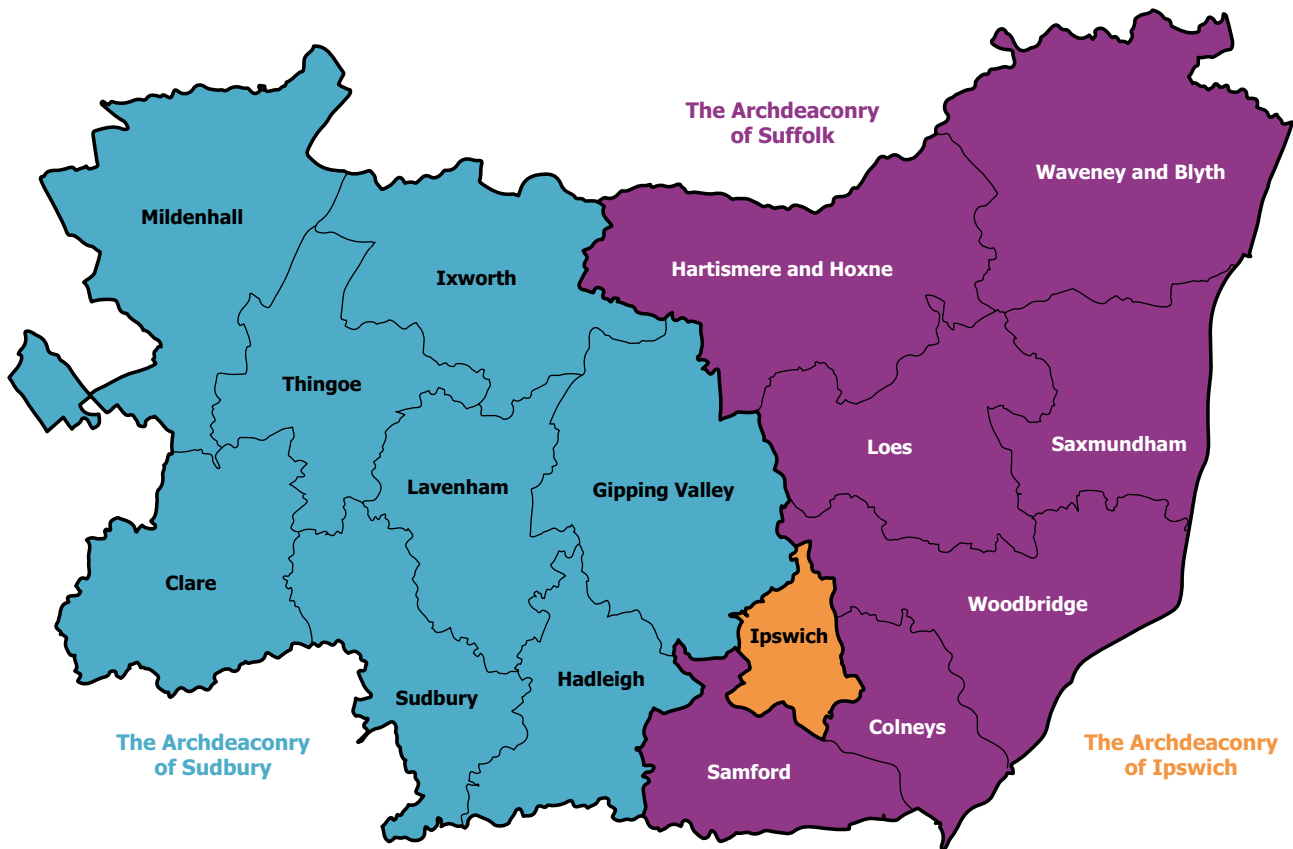 The Archdeaconry
of Suffolk
Waveney and Blyth
Mildenhall
Hartismere and Hoxne
Ixworth
Thingoe
Loes
Saxmundham
Lavenham
Gipping Valley
Clare
Woodbridge
Ipswich
Hadleigh
Sudbury
Colneys
The Archdeaconry
of Sudbury
Samford
The Archdeaconry
of Ipswich